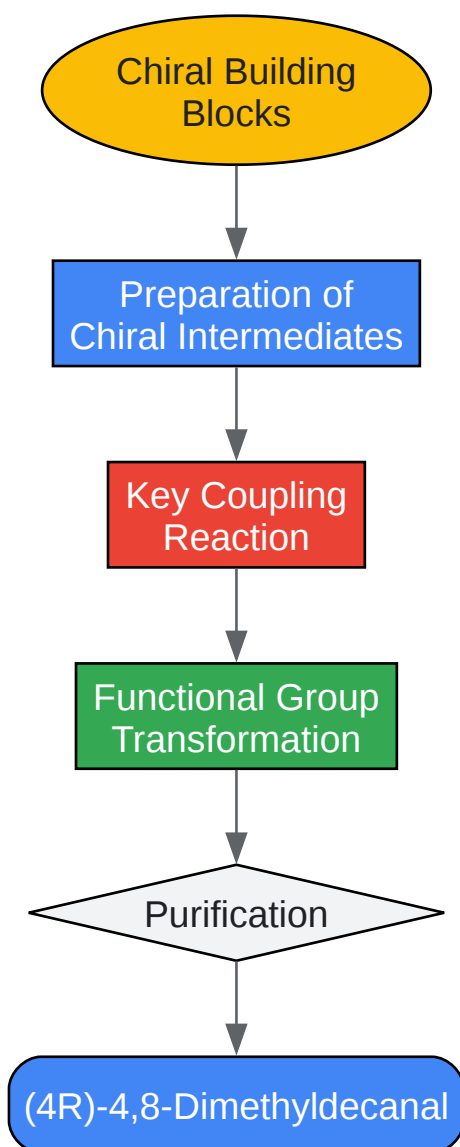 Chiral Building
Blocks
Preparation of
Chiral Intermediates
Key Coupling
Reaction
Functional Group
Transformation
Purification
(4R)-4,8-Dimethyldecanal